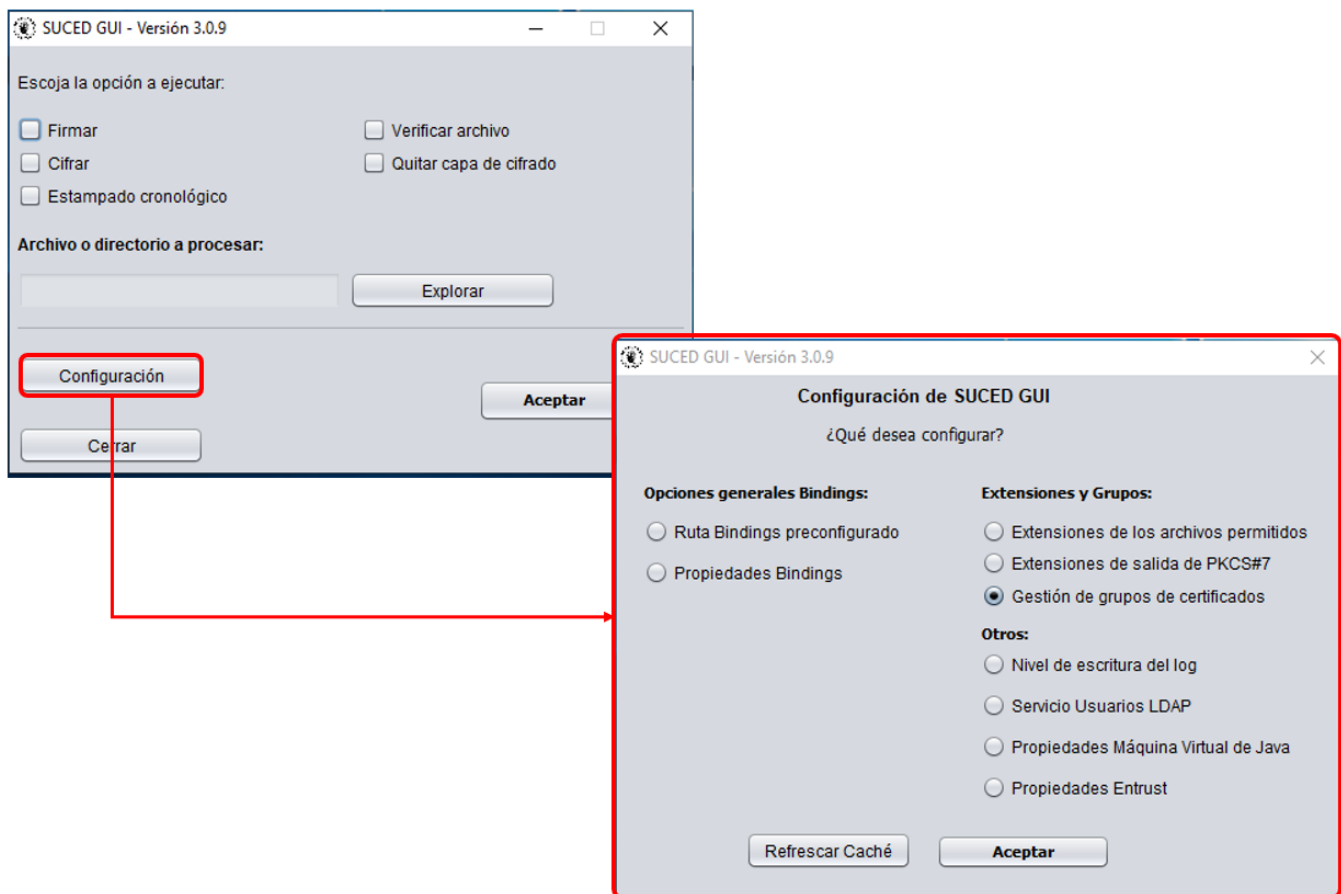 SUCED GUI - Versión 3.0.9
Escoja la opción a ejecutar:
Firmar
Verificar archivo
Cifrar
Quitar capa de cifrado
Estampado cronológico
Archivo o directorio a procesar:
Explorar
Configuración
Aceptar
Cerrar
SUCED GUI - Versión 3.0.9
Configuración de SUCED GUI
¿Qué desea configurar?
Opciones generales Bindings:
Ruta Bindings preconfigurado
Propiedades Bindings
Extensiones y Grupos:
Extensiones de los archivos permitidos
Extensiones de salida de PKCS#7
Gestión de grupos de certificados
Otros:
Nivel de escritura del log
Servicio Usuarios LDAP
Propiedades Máquina Virtual de Java
Propiedades Entrust
Refrescar Caché
Aceptar